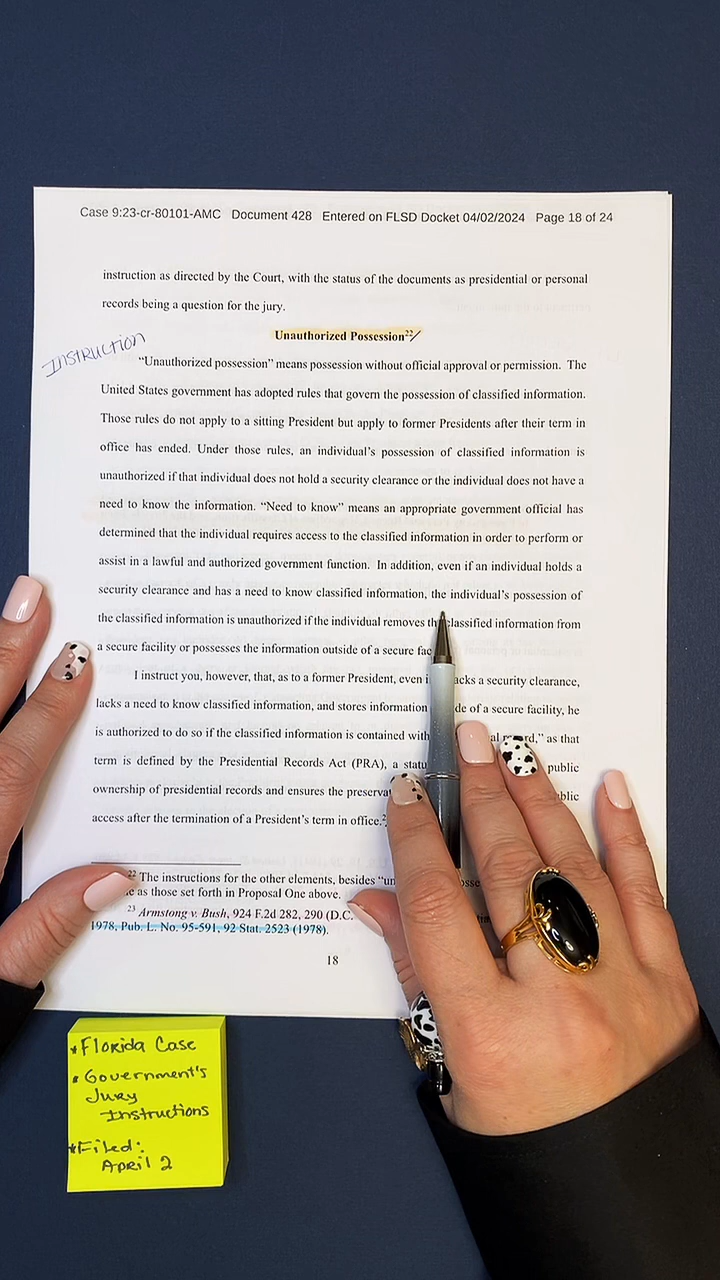 Case 9:23-cr-80101-AMC Document 428 Entered on FLSD Docket 04/02/2024 Page 18 of 24
instruction as directed by the Court, with the status of the documents as presidential or personal
records being a question for the jury.
Instruction
Unauthorized Possession22/
“Unauthorized possession” means possession without official approval or permission. The
United States government has adopted rules that govern the possession of classified information.
Those rules do not apply to a sitting President but apply to former Presidents after their term in
office has ended. Under those rules, an individual’s possession of classified information is
unauthorized if that individual does not hold a security clearance or the individual does not have a
need to know the information. “Need to know” means an appropriate government official has
determined that the individual requires access to the classified information in order to perform or
assist in a lawful and authorized government function. In addition, even if an individual holds a
security clearance and has a need to know classified information, the individual’s possession of
the classified information is unauthorized if the individual removes the classified information from
a secure facility or possesses the information outside of a secure
I instruct you, however, that, as to a former President, even lacks a security clearance,
lacks a need to know classified information, and stores information of a secure facility, he
is authorized to do so if the classified information is contained record,” as that
term is defined by the Presidential Records Act (PRA), a public
ownership of presidential records and ensures the
access after the termination of a President’s term in office.
22 The instructions for the other elements, besides
as those set forth in Proposal One above.
23 Armstong v. Bush, 924 F.2d 282, 290 (D.C.
1978, Pub. L. No. 95-591, 92 Stat. 2523 (1978).
18
*Florida Case
• Government's
Jury
Instructions
*Filed:
April 2